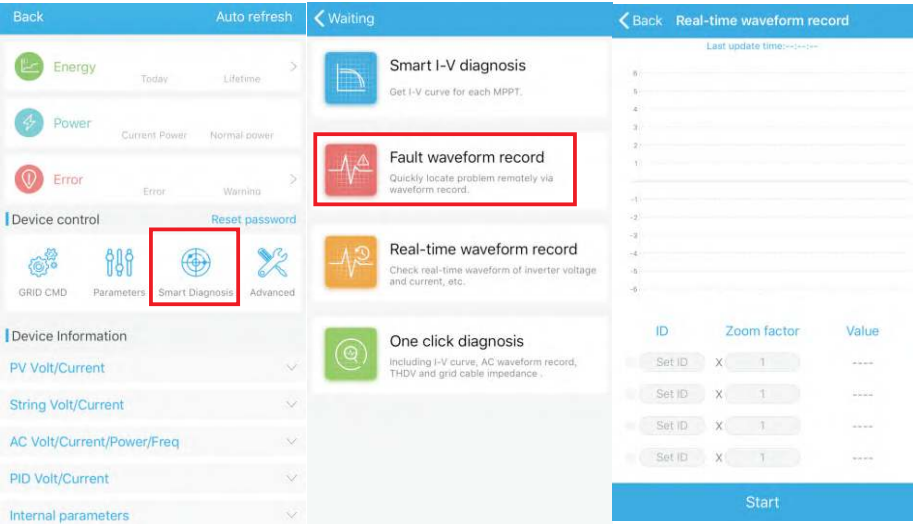 Back Auto refresh
Energy
Today Lifetime
Power
Current Power Normal power
Error
Error Warning
Device control Reset password
GRID CMD Parameters Smart Diagnosis Advanced
Device Information
PV Volt/Current
String Volt/Current
AC Volt/Current/Power/Freq
PID Volt/Current
Internal parameters
Waiting
Smart I-V diagnosis
Get I-V curve for each MPPT.
Fault waveform record
Quickly locate problem remotely via
waveform record.
Real-time waveform record
Check real-time waveform of inverter voltage
and current, etc.
One click diagnosis
Including I-V curve, AC waveform record,
THDV and grid cable impedance .
Back Real-time waveform record
Last update time:--:--:--
6
5
4
3
2
1
-1
-2
-3
-4
-5
-6
ID Zoom factor Value
Set ID X 1 ----
Set ID X 1 ----
Set ID X 1 ----
Set ID X 1 ----
Start